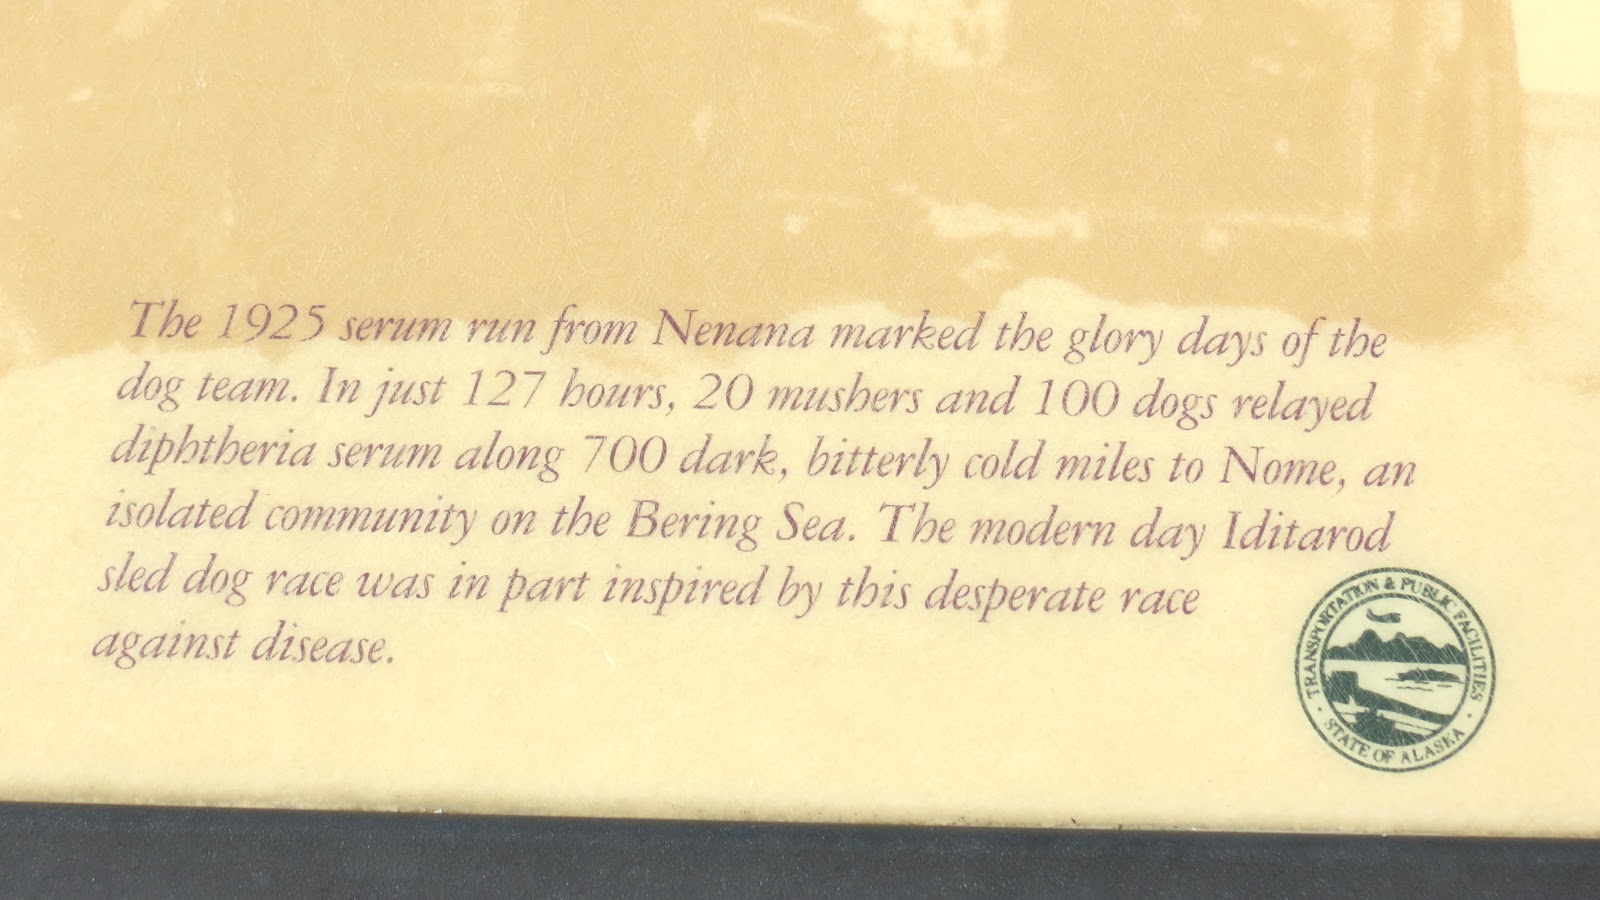 The 1925 serum run from Nenana marked the glory days of the
dog team. In just 127 hours, 20 mushers and 100 dogs relayed
diphtheria serum along 700 dark, bitterly cold miles to Nome, an
isolated community on the Bering Sea. The modern day Iditarod
sled dog race was in part inspired by this desperate race
against disease.
TRANSPORTATION & PUBLIC FACILITIES
STATE OF ALASKA